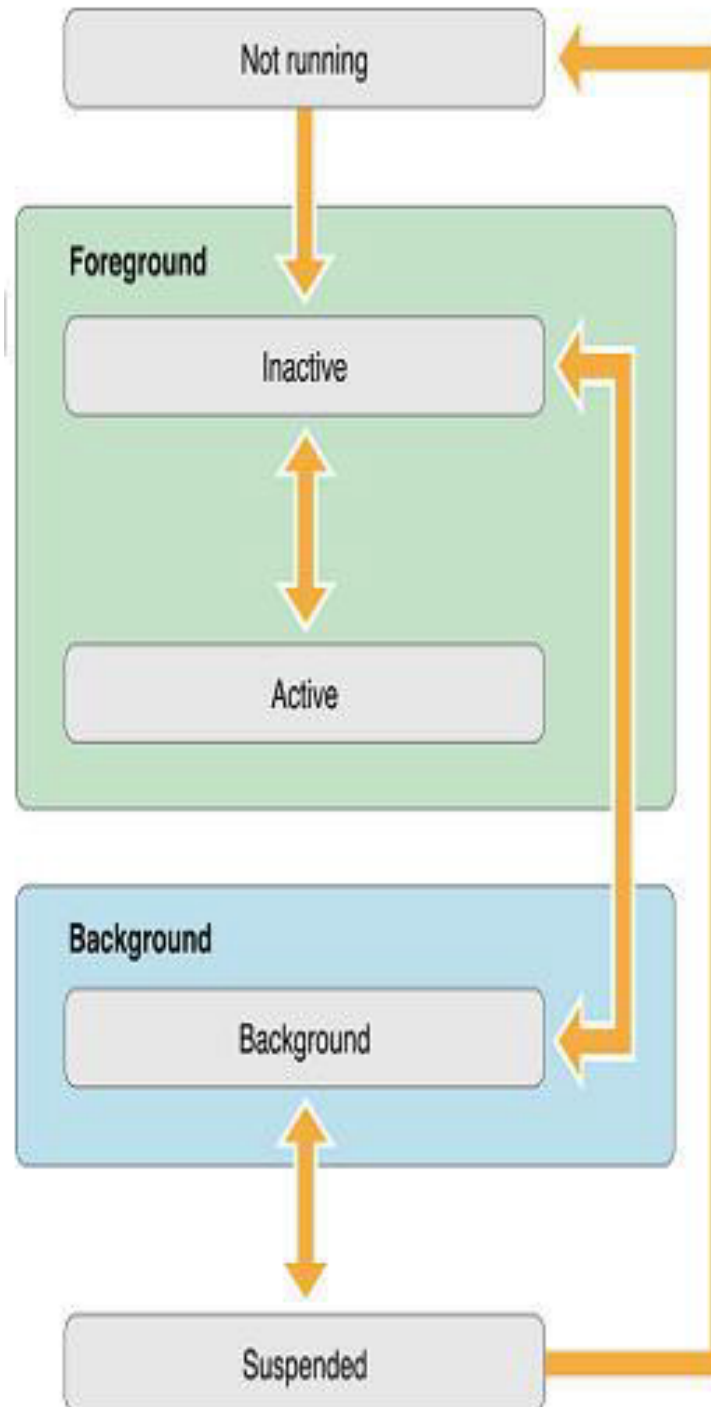 Not running
Foreground
Inactive
Active
Background
Background
Suspended